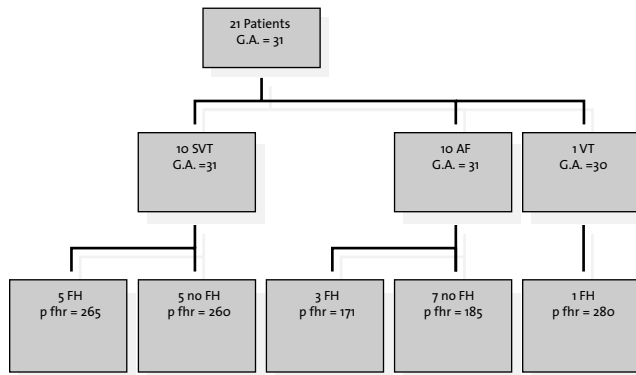 21 Patients
G.A. = 31
10 SVT
G.A. =31
10 AF
G.A. = 31
1 VT
G.A. =30
5 FH
p fhr = 265
5 no FH
p fhr = 260
3 FH
p fhr = 171
7 no FH
p fhr = 185
1 FH
p fhr = 280